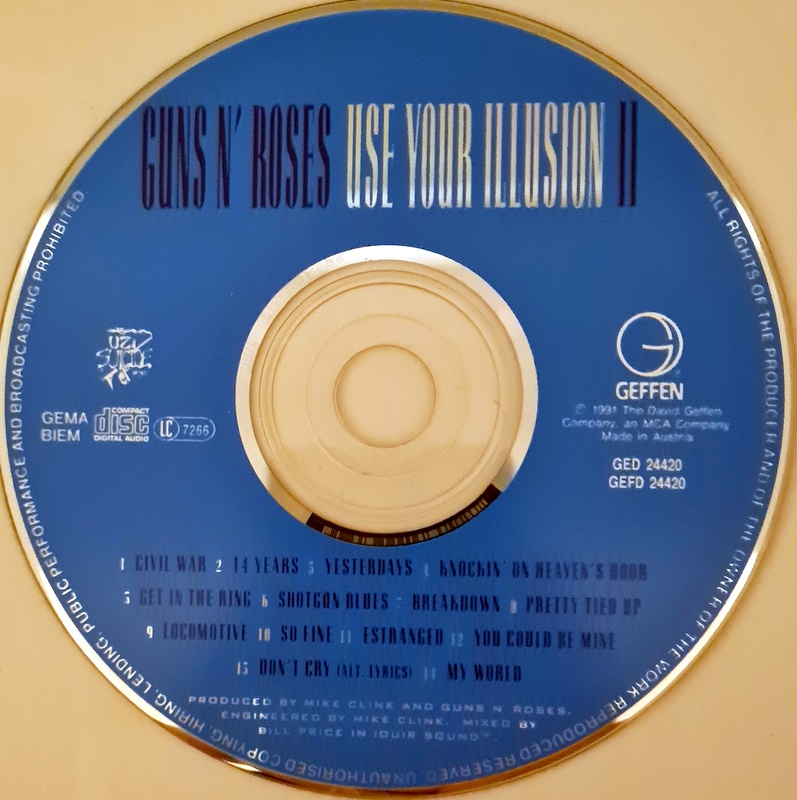 GUNS N' ROSES USE YOUR ILLUSION II
GEMA
BIEM
COMPACT
disc
DIGITAL AUDIO
LC 7266
GEFFEN
℗ 1991 The David Geffen
Company, an MCA Company
Made in Austria
GED 24420
GEFD 24420
1 CIVIL WAR 2 14 YEARS 3 YESTERDAYS 4 KNOCKIN' ON HEAVEN'S DOOR
5 GET IN THE RING 6 SHOTGUN BLUES 7 BREAKDOWN 8 PRETTY TIED UP
9 LOCOMOTIVE 10 SO FINE 11 ESTRANGED 12 YOU COULD BE MINE
13 DON'T CRY (ALT. LYRICS) 14 MY WORLD
PRODUCED BY MIKE CLINK AND GUNS N' ROSES.
ENGINEERED BY MIKE CLINK. MIXED BY
BILL PRICE IN IOUIR SOUND™.
ALL RIGHTS OF THE PRODUCER AND OF THE OWNER OF THE WORK REPRODUCED RESERVED. UNAUTHORISED COPYING, HIRING, LENDING, PUBLIC PERFORMANCE AND BROADCASTING PROHIBITED.